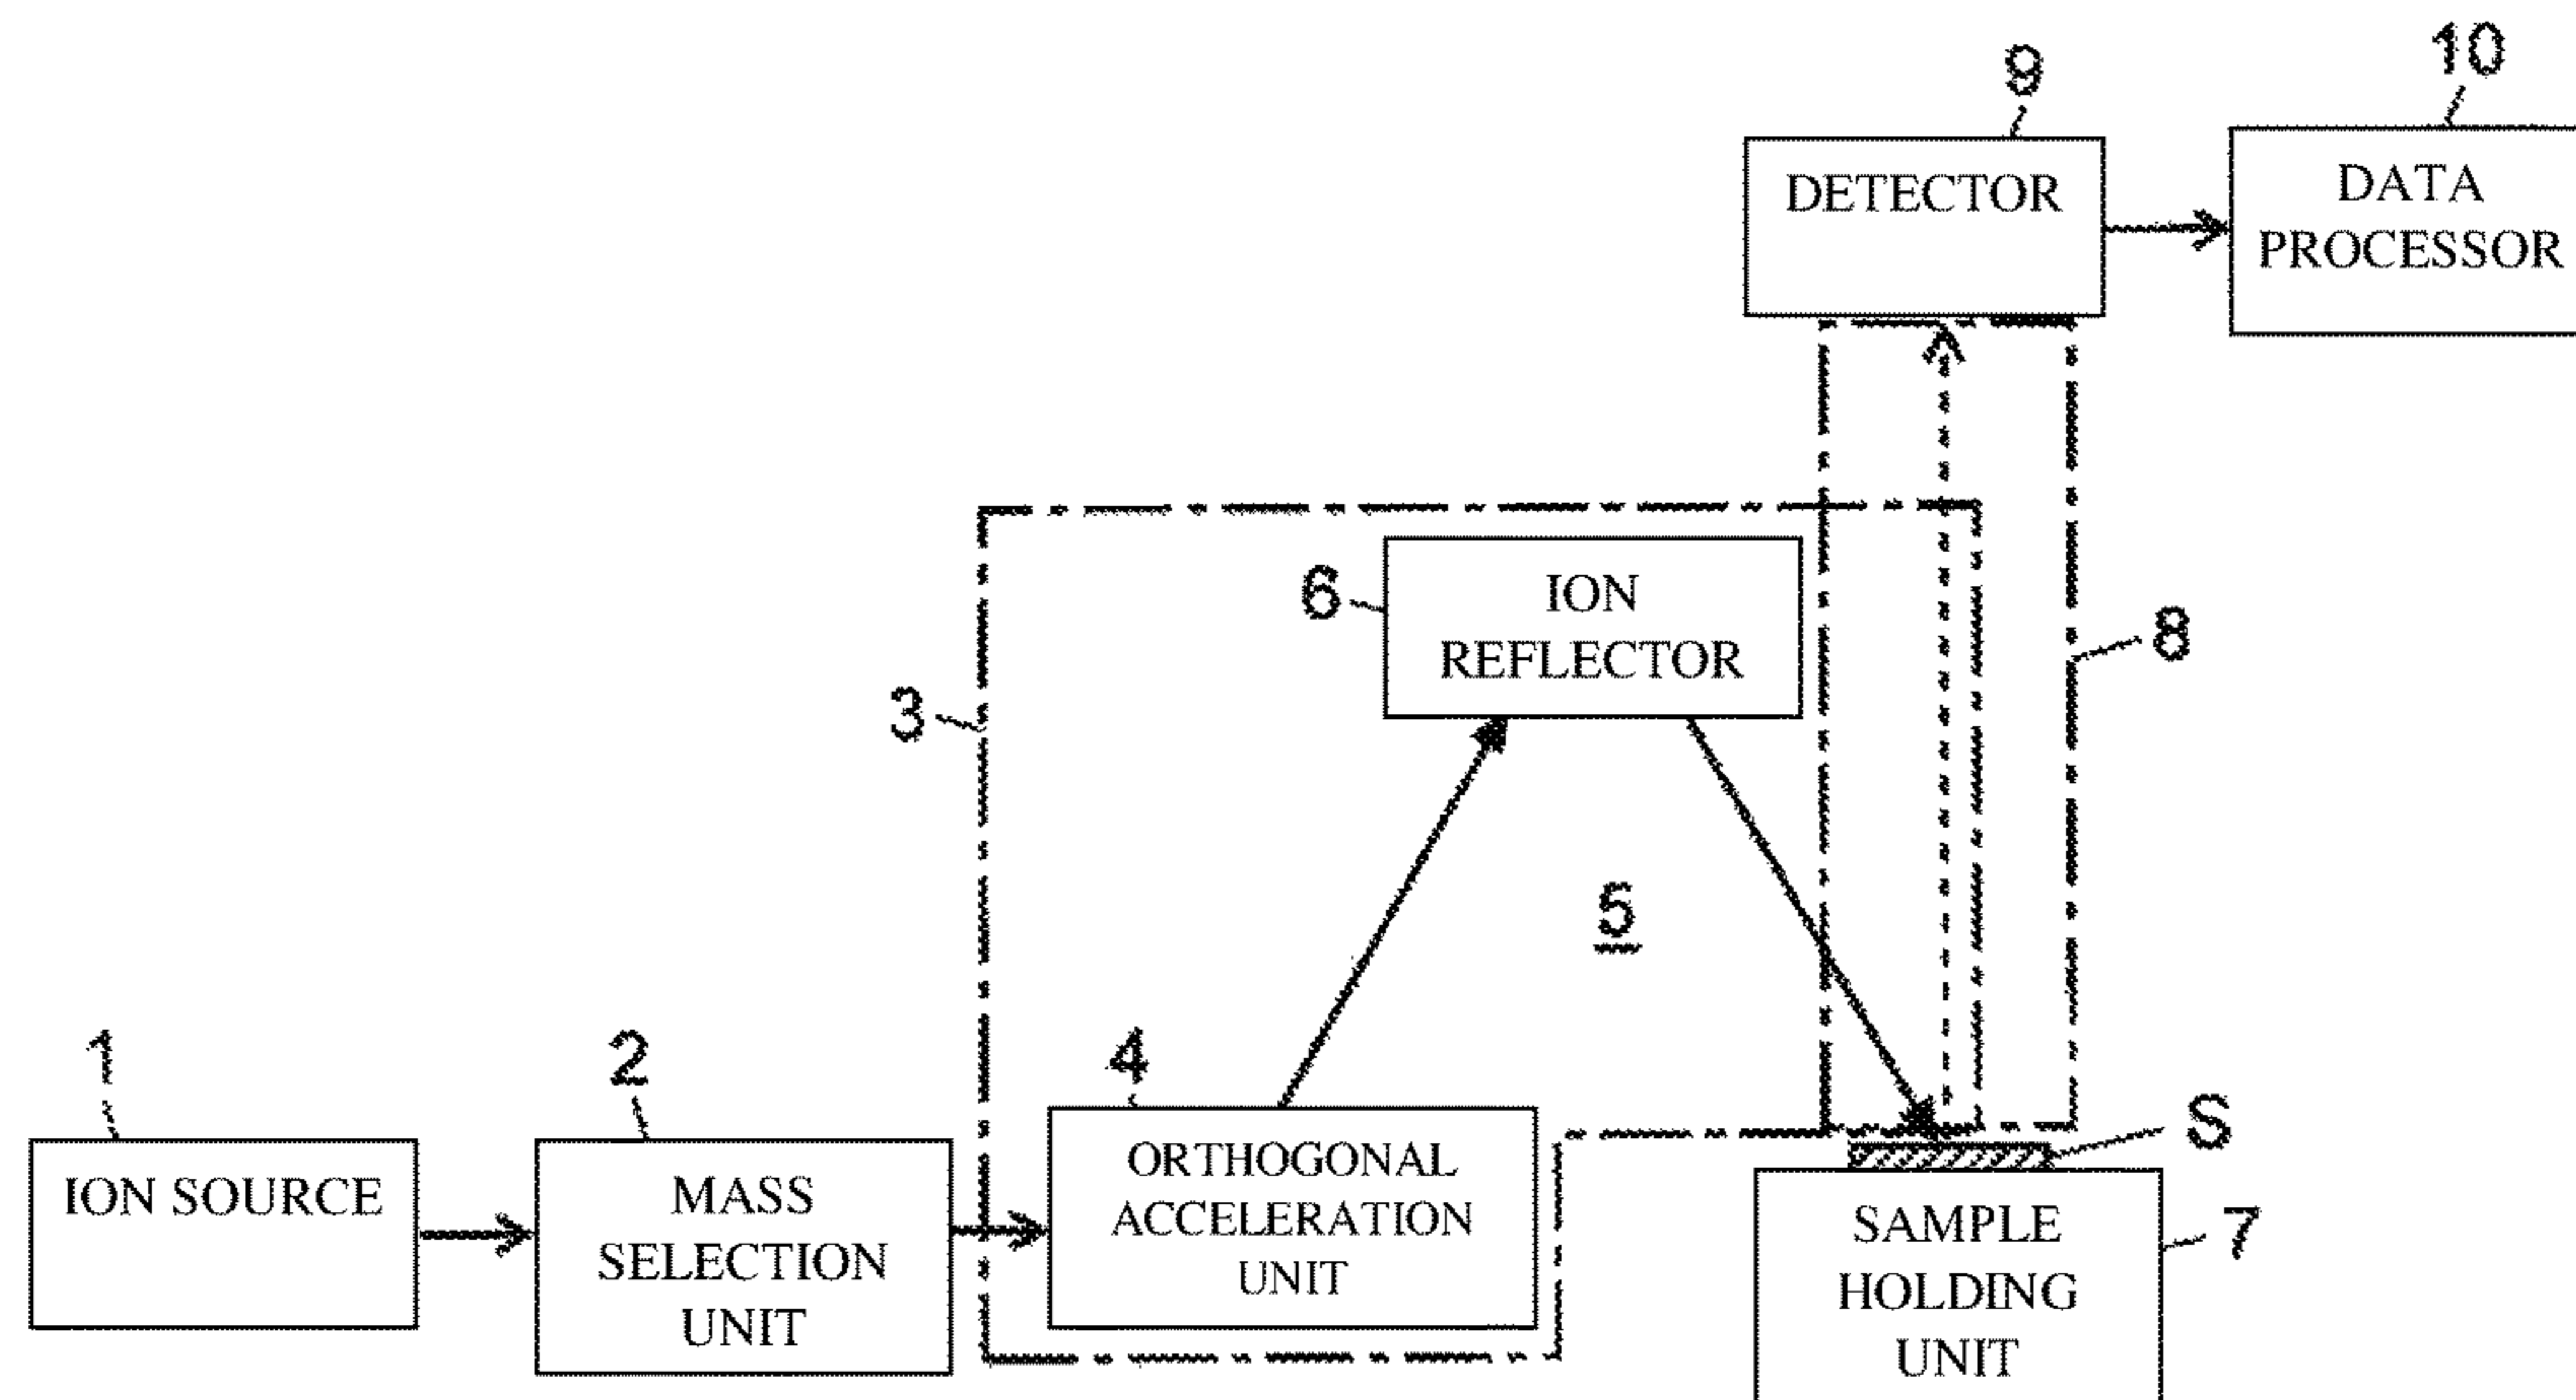 10
9
DETECTOR
DATA
PROCESSOR
6
ION
REFLECTOR
8
3
5
1
2
4
S
ION SOURCE
MASS
SELECTION
UNIT
ORTHOGONAL
ACCELERATION
UNIT
SAMPLE
HOLDING
UNIT
7